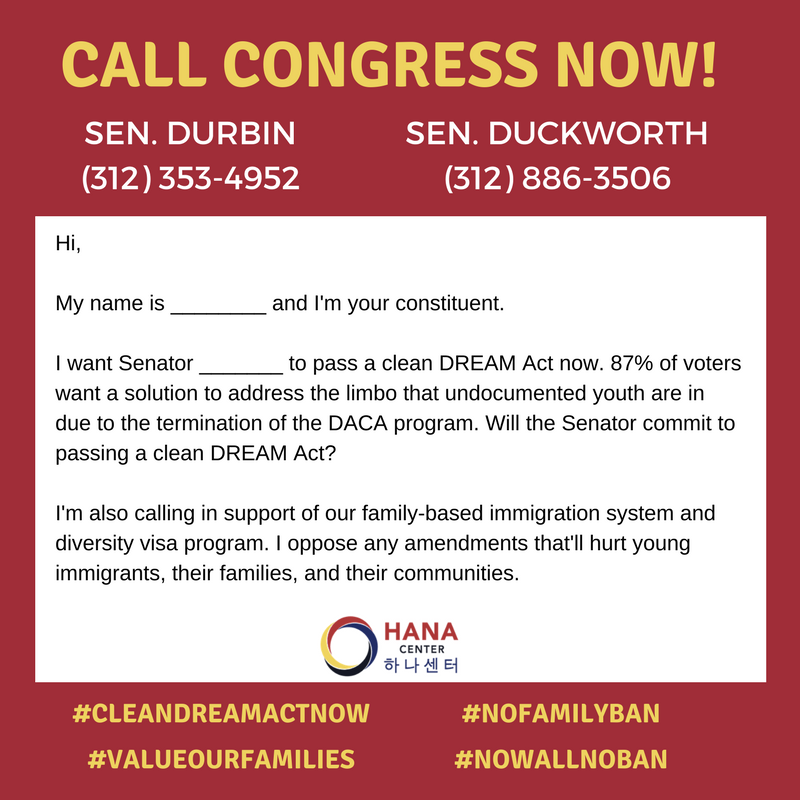 CALL CONGRESS NOW!
SEN. DURBIN
(312) 353-4952
SEN. DUCKWORTH
(312) 886-3506
Hi,
My name is ________ and I'm your constituent.
I want Senator _______ to pass a clean DREAM Act now. 87% of voters
want a solution to address the limbo that undocumented youth are in
due to the termination of the DACA program. Will the Senator commit to
passing a clean DREAM Act?
I'm also calling in support of our family-based immigration system and
diversity visa program. I oppose any amendments that'll hurt young
immigrants, their families, and their communities.
HANA
CENTER
하나센터
#CLEANDREAMACTNOW
#NOFAMILYBAN
#VALUEOURFAMILIES
#NOWALLNOBAN